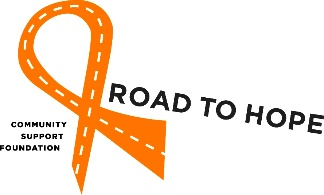 ROAD TO HOPE
COMMUNITY
SUPPORT
FOUNDATION